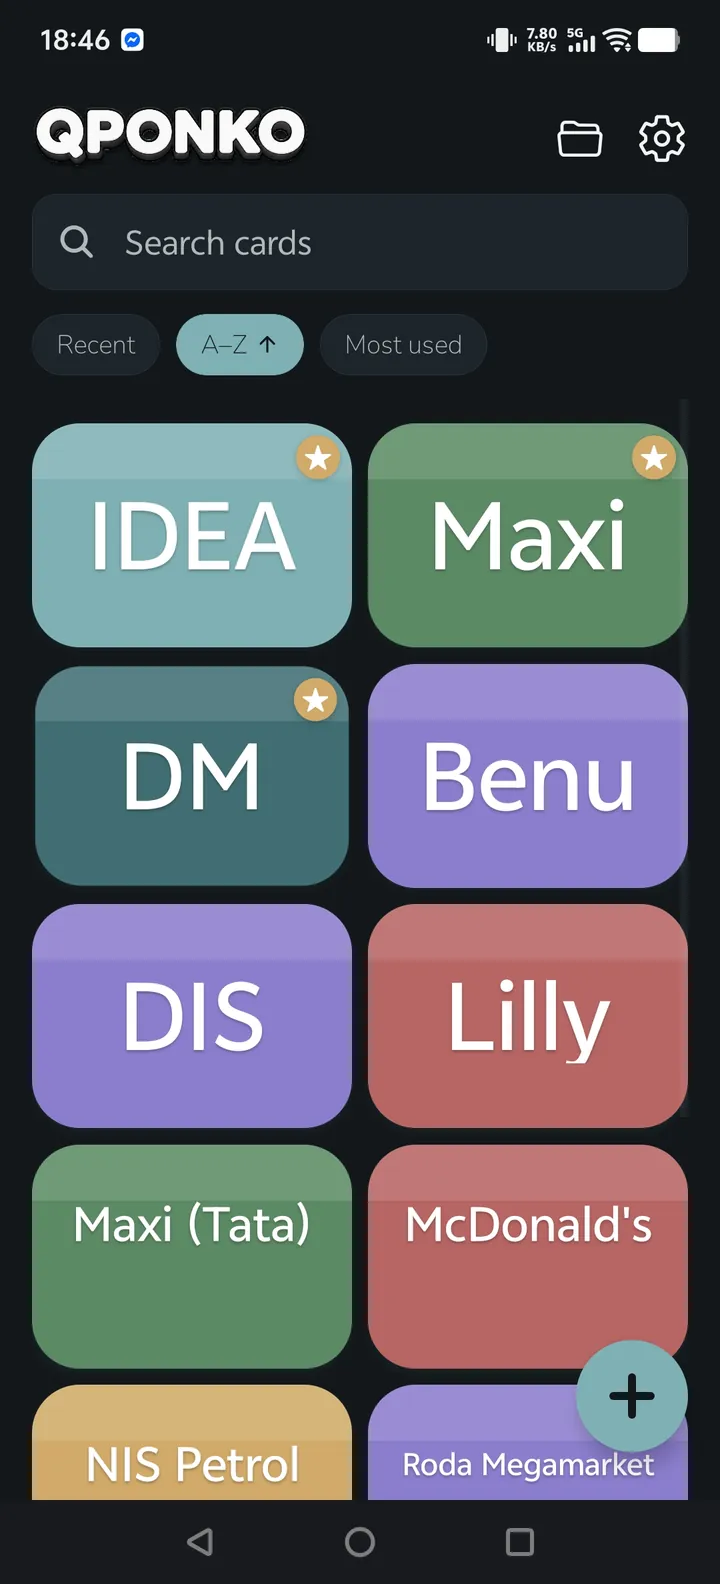 18:46
7.80
KB/s
5G
QPONKO
Search cards
Recent
A–Z ↑
Most used
IDEA
Maxi
DM
Benu
DIS
Lilly
Maxi (Tata)
McDonald's
NIS Petrol
Roda Megamarket